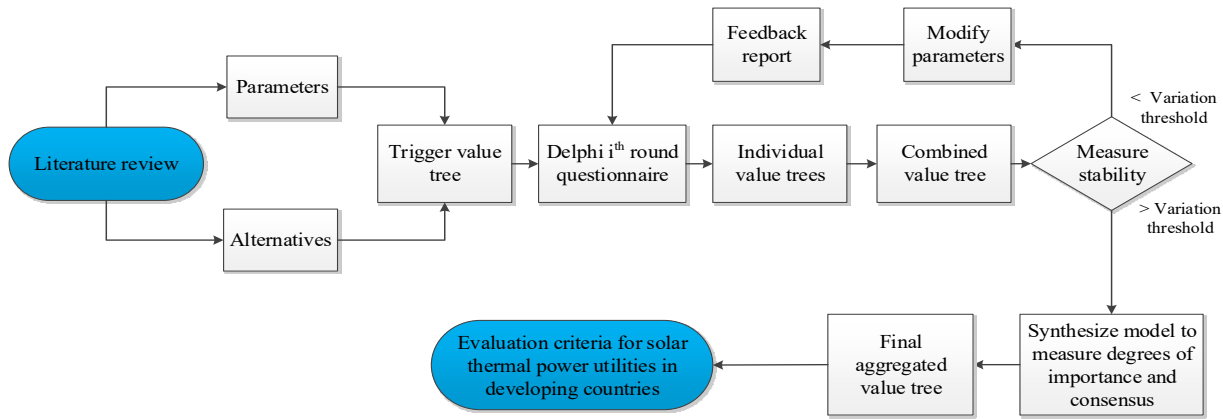 Literature review
Parameters
Alternatives
Trigger value
tree
Delphi ith round
questionnaire
Individual
value trees
Combined
value tree
Measure
stability
< Variation
threshold
Modify
parameters
Feedback
report
> Variation
threshold
Synthesize model to
measure degrees of
importance and
consensus
Final
aggregated
value tree
Evaluation criteria for solar
thermal power utilities in
developing countries